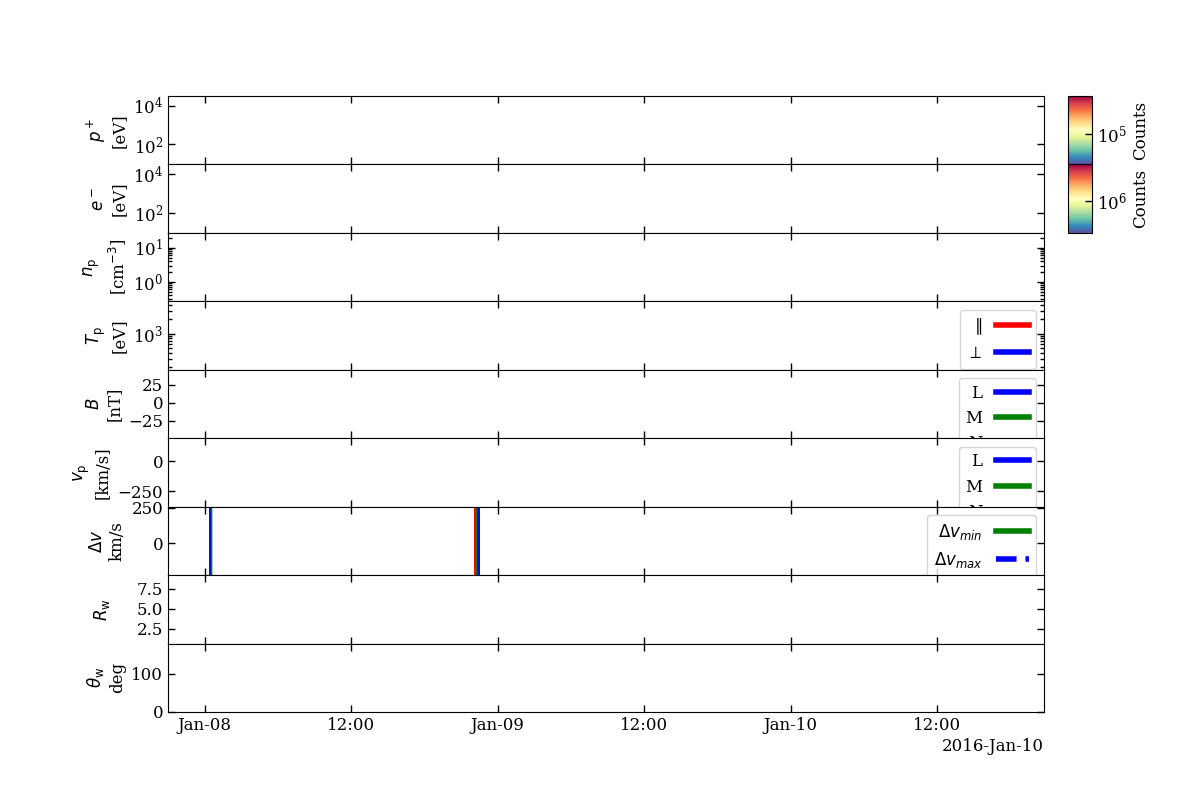 10^4
10^2
p^+
[eV]
10^5
Counts
10^4
10^2
e^−
[eV]
10^6
Counts
10^1
10^0
n_p
[cm^−3]
10^3
T_p
[eV]
∥
⊥
25
0
−25
B
[nT]
L
M
0
−250
v_p
[km/s]
L
M
250
0
Δv
km/s
Δv_min
Δv_max
7.5
5.0
2.5
R_w
100
0
θ_w
deg
Jan-08 12:00 Jan-09 12:00 Jan-10 12:00
2016-Jan-10